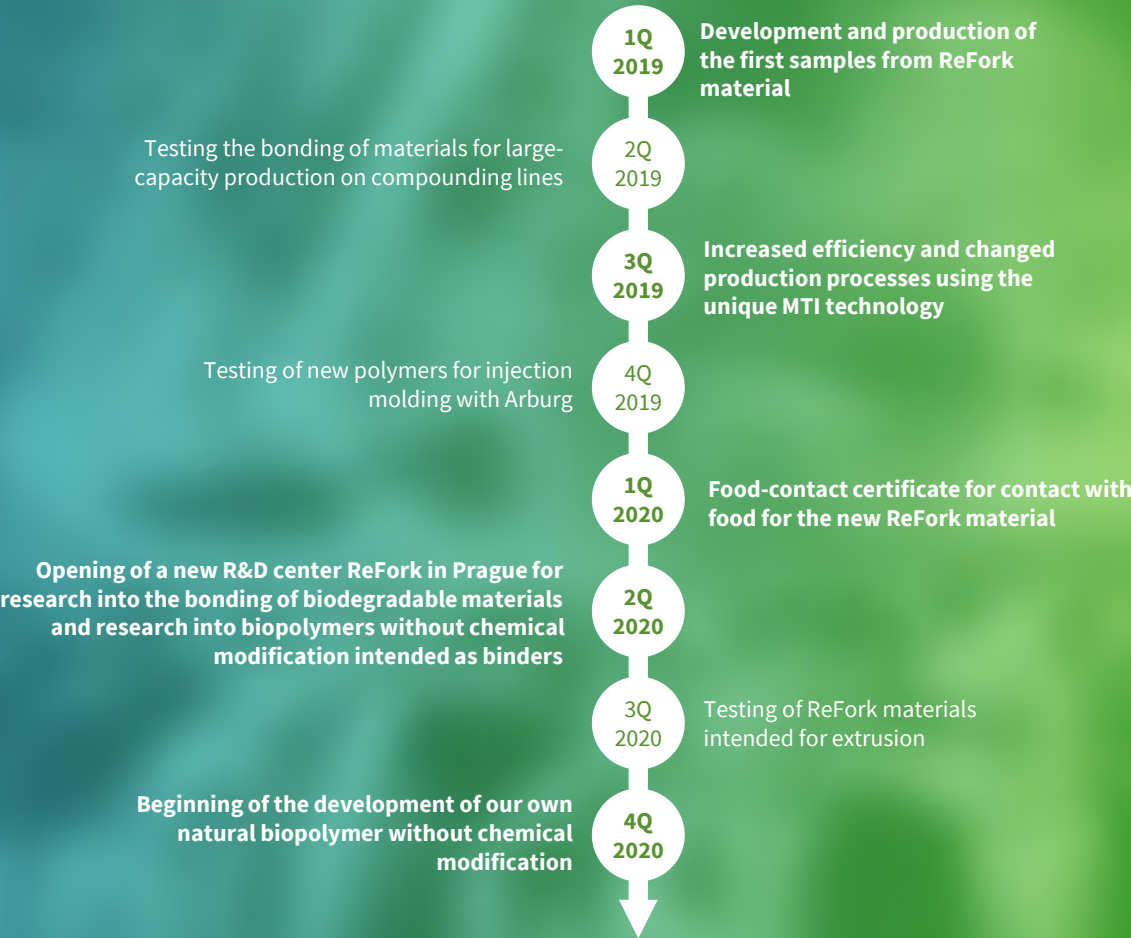 1Q
2019
Development and production of
the first samples from ReFork
material
Testing the bonding of materials for large-
capacity production on compounding lines
2Q
2019
3Q
2019
Increased efficiency and changed
production processes using the
unique MTI technology
Testing of new polymers for injection
molding with Arburg
4Q
2019
1Q
2020
Food-contact certificate for contact with
food for the new ReFork material
Opening of a new R&D center ReFork in Prague for
research into the bonding of biodegradable materials
and research into biopolymers without chemical
modification intended as binders
2Q
2020
3Q
2020
Testing of ReFork materials
intended for extrusion
Beginning of the development of our own
natural biopolymer without chemical
modification
4Q
2020